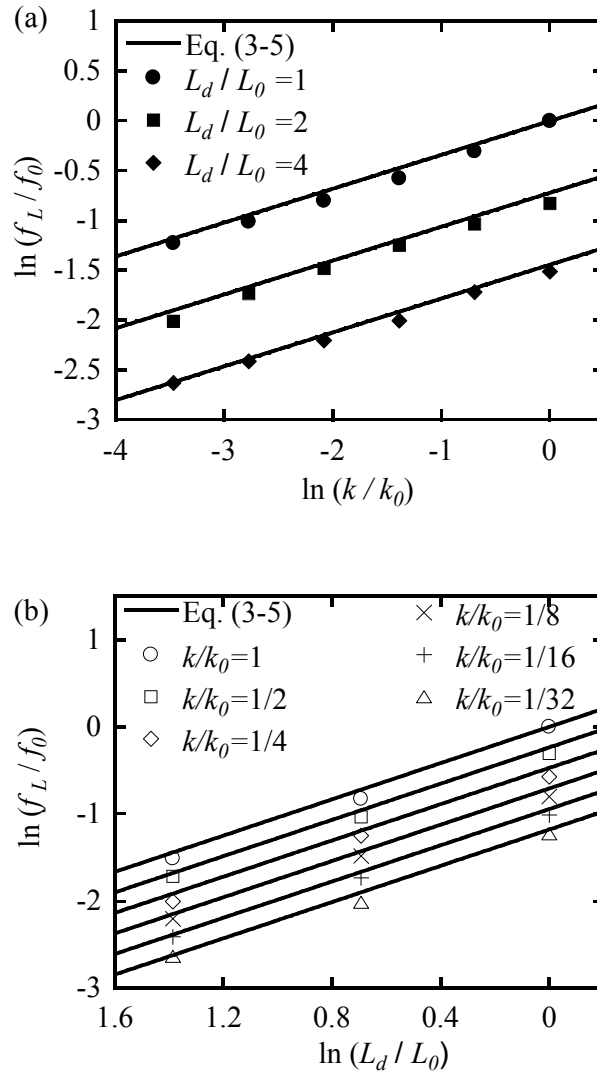 (a)
1
0.5
0
-0.5
-1
-1.5
-2
-2.5
-3
ln (f_L / f_0)
Eq. (3-5)
L_d / L_0 =1
L_d / L_0 =2
L_d / L_0 =4
-4 -3 -2 -1 0
ln (k / k_0)
(b)
1
0
-1
-2
-3
ln (f_L / f_0)
Eq. (3-5)
k/k_0=1
k/k_0=1/2
k/k_0=1/4
k/k_0=1/8
k/k_0=1/16
k/k_0=1/32
1.6 1.2 0.8 0.4 0
ln (L_d / L_0)